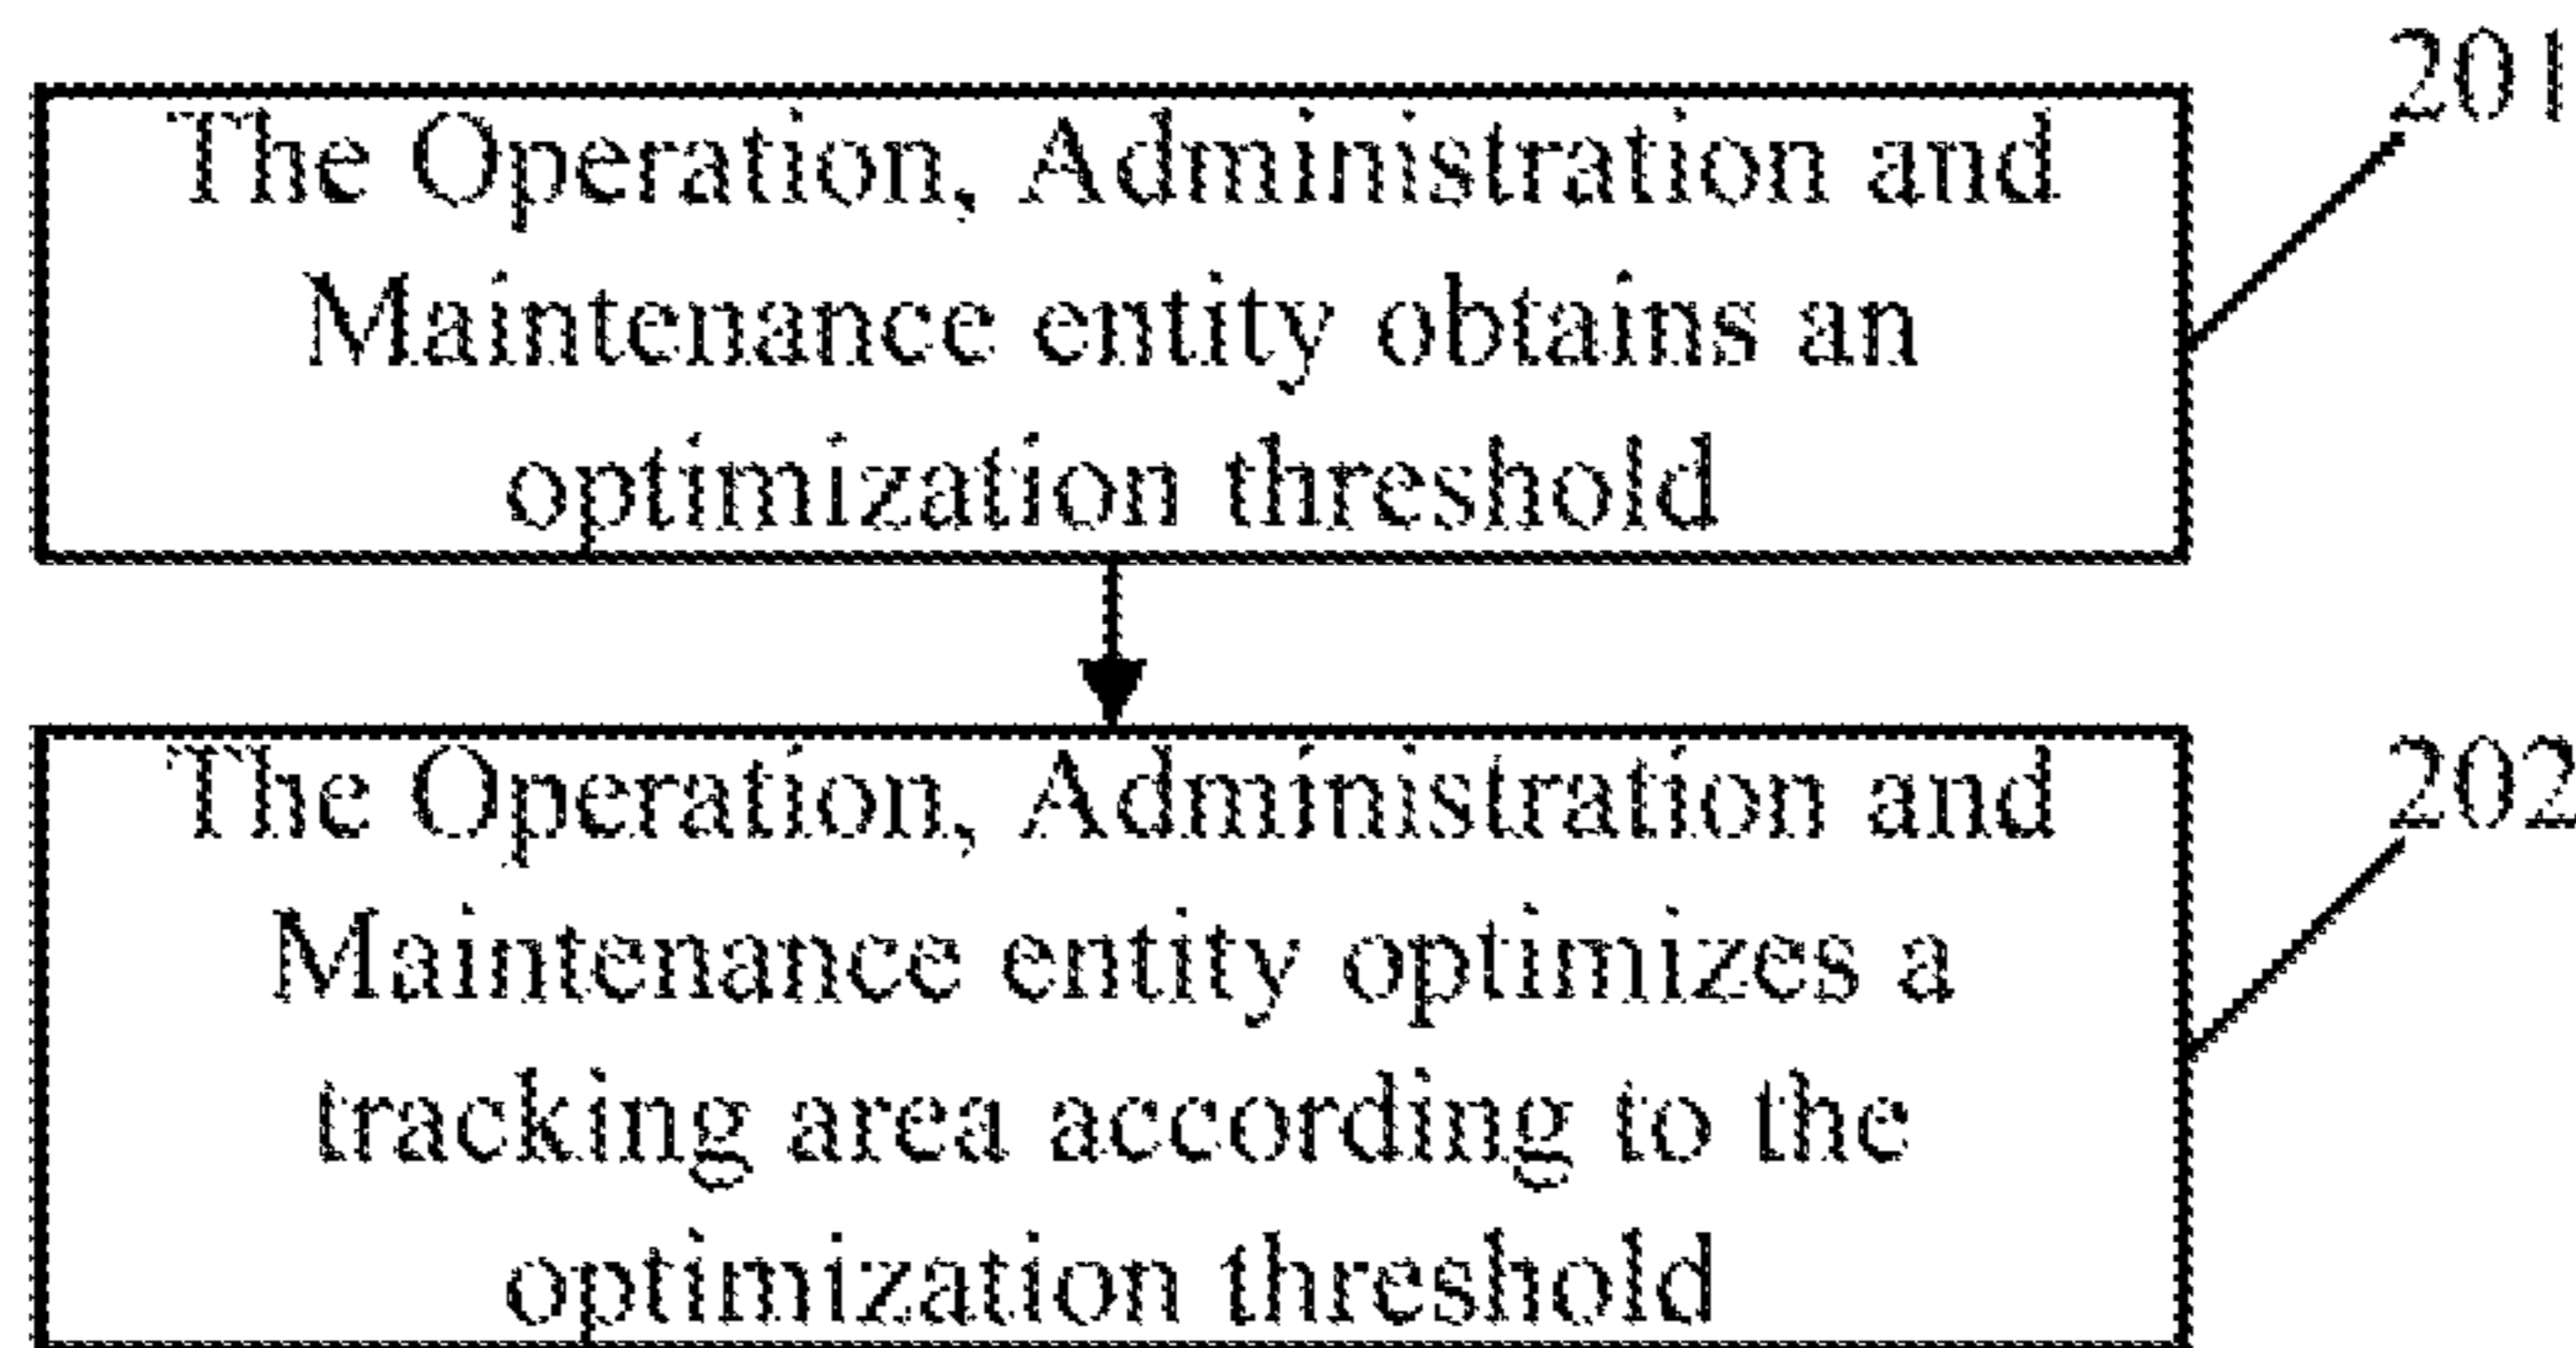 201
The Operation, Administration and
Maintenance entity obtains an
optimization threshold
202
The Operation, Administration and
Maintenance entity optimizes a
tracking area according to the
optimization threshold